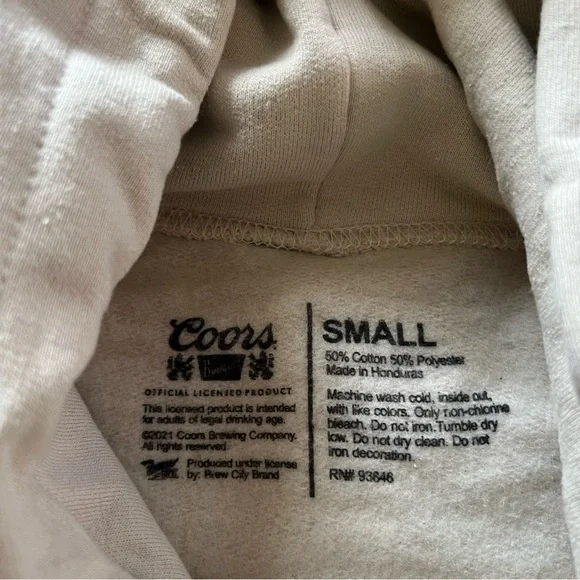 Coors
Banquet
OFFICIAL LICENSED PRODUCT
This licensed product is intended
for adults of legal drinking age.
©2021 Coors Brewing Company.
All rights reserved.
Produced under license
by: Brew City Brand
SMALL
50% Cotton 50% Polyester
Made in Honduras
Machine wash cold, inside out,
with like colors. Only non-chlorine
bleach. Do not iron.Tumble dry
low. Do not dry clean. Do not
iron decoration.
RN# 93646